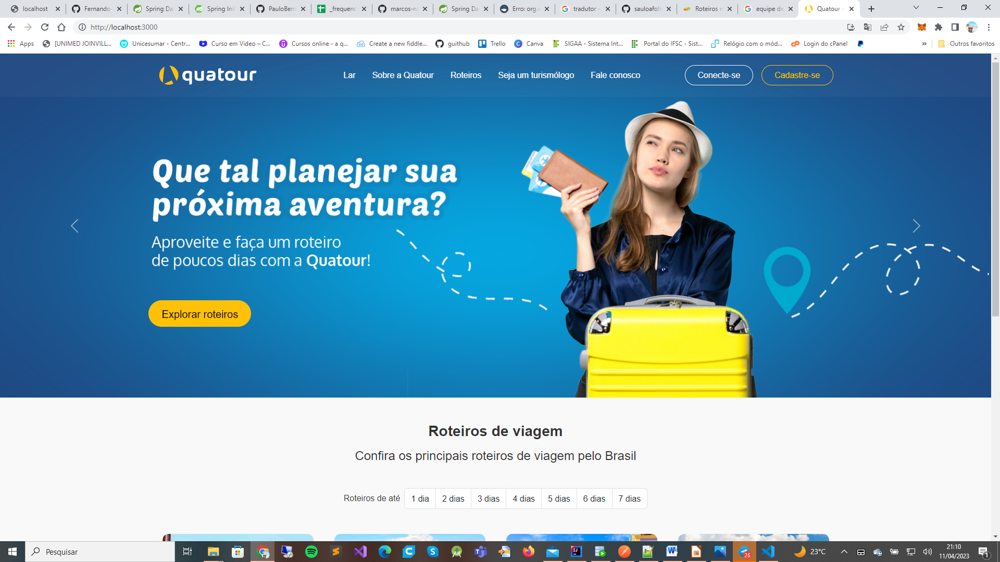 localhost
Fernando-
Spring Da
Spring Init
PauloBern
_frequenc
marcos-n
Spring Da
Erro: org.s
tradutor -
sauloafoli
Roteiros n
equipe de
Quatour -
http://localhost:3000
Apps
[UNIMED JOINVILL...
Unicesumar - Centr...
Curso em Video – C...
Cursos online - a q...
Create a new fiddle...
guithub
Trello
Canva
SIGAA - Sistema Int...
Portal do IFSC - Sist...
Relógio com o mód...
Login do cPanel
»
Outros favoritos
quatour
Lar
Sobre a Quatour
Roteiros
Seja um turismólogo
Fale conosco
Conecte-se
Cadastre-se
Que tal planejar sua
próxima aventura?
Aproveite e faça um roteiro
de poucos dias com a Quatour!
Explorar roteiros
Roteiros de viagem
Confira os principais roteiros de viagem pelo Brasil
Roteiros de até
1 dia
2 dias
3 dias
4 dias
5 dias
6 dias
7 dias
Pesquisar
26
23°C
21:10
11/04/2023
1